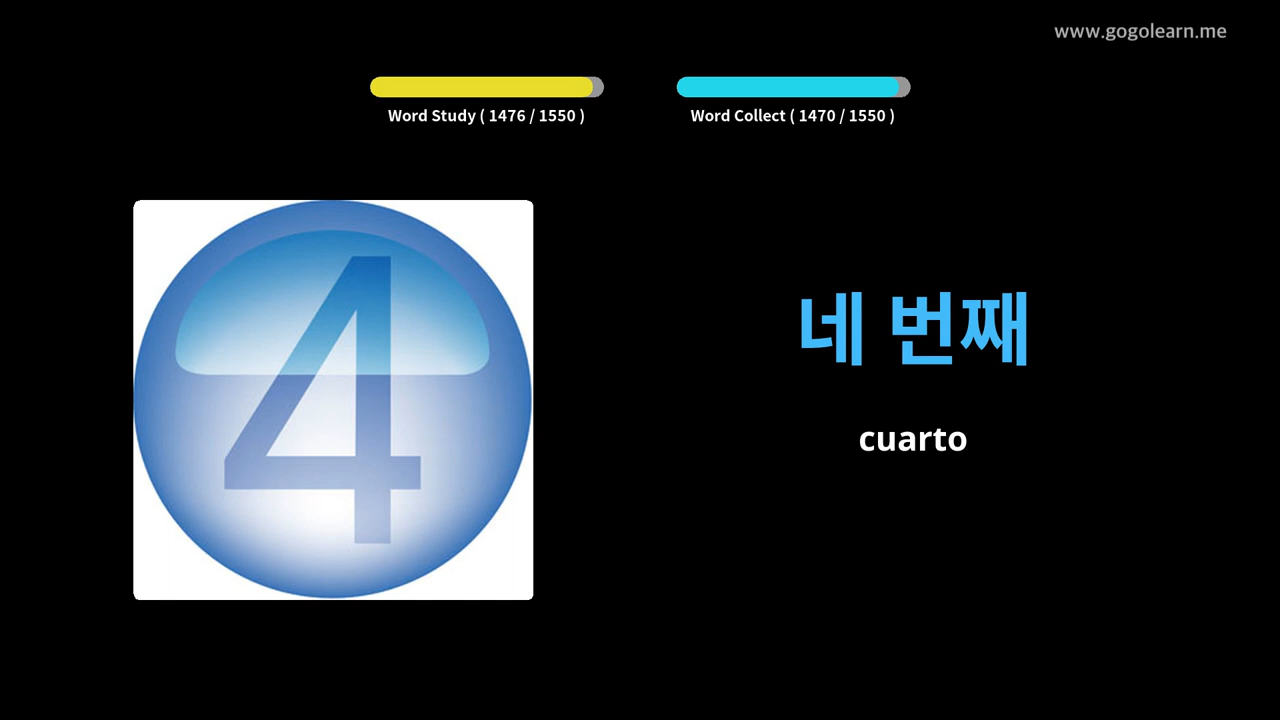 www.gogolearn.me
Word Study ( 1476 / 1550 )
Word Collect ( 1470 / 1550 )
4
네 번째
cuarto